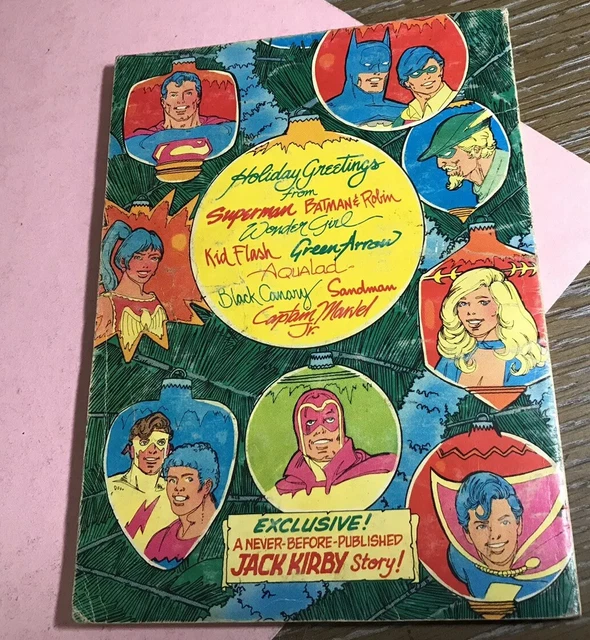 Holiday Greetings
from
Superman BATMAN & Robin
Wonder Girl
Kid Flash Green Arrow
Aqualad
Black Canary Sandman
Captain Marvel
Jr.
S
EXCLUSIVE!
A NEVER-BEFORE-PUBLISHED
JACK KIRBY Story!